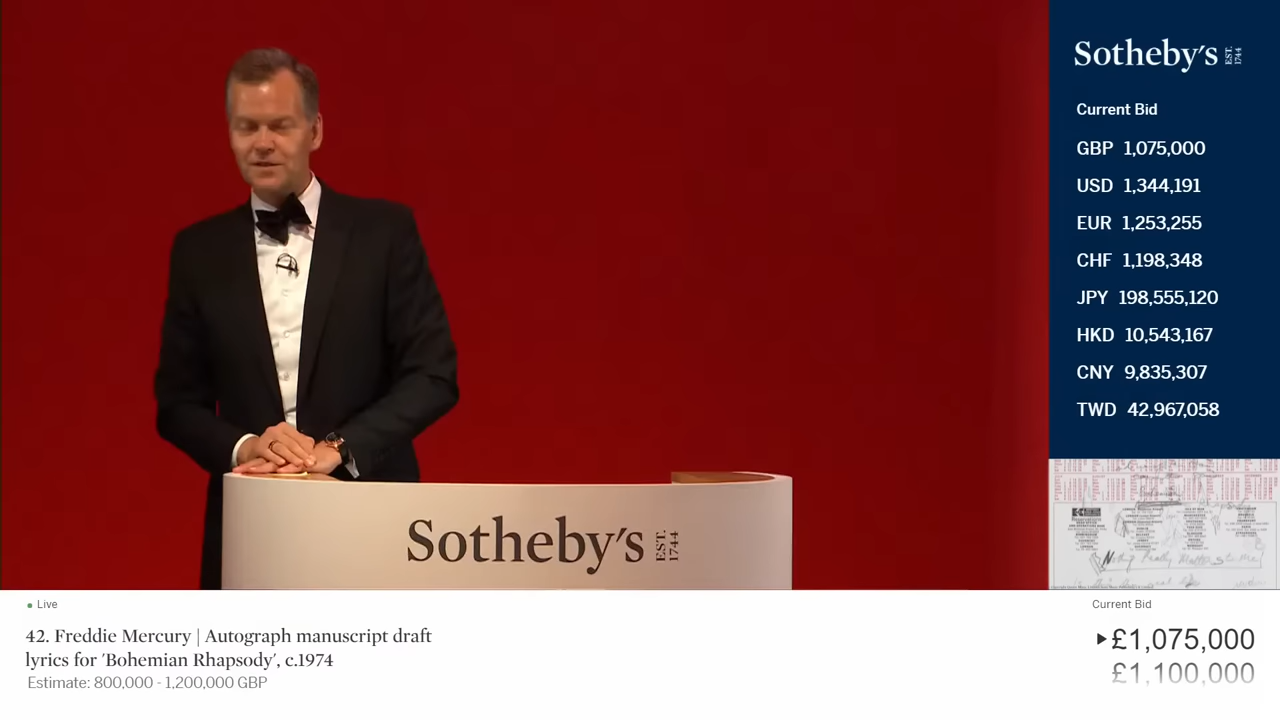 Sotheby's EST. 1744
Current Bid
GBP 1,075,000
USD 1,344,191
EUR 1,253,255
CHF 1,198,348
JPY 198,555,120
HKD 10,543,167
CNY 9,835,307
TWD 42,967,058
Sotheby's EST. 1744
Live
42. Freddie Mercury | Autograph manuscript draft
lyrics for 'Bohemian Rhapsody', c.1974
Estimate: 800,000 - 1,200,000 GBP
Current Bid
£1,075,000
£1,100,000